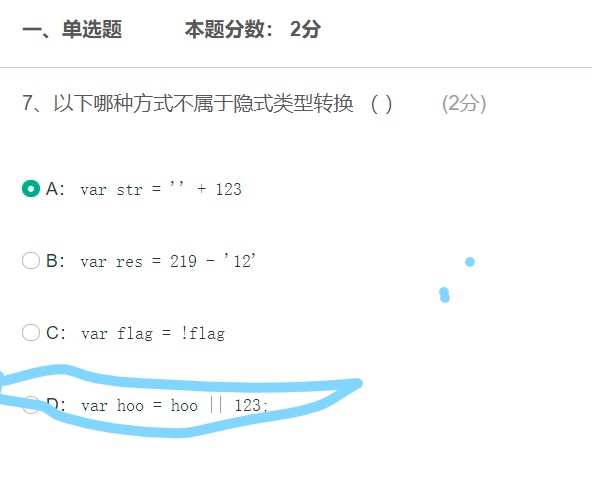 一、单选题 本题分数： 2分
7、以下哪种方式不属于隐式类型转换 （ ） (2分)
A： var str = '' + 123
B： var res = 219 - '12'
C： var flag = !flag
D： var hoo = hoo || 123;